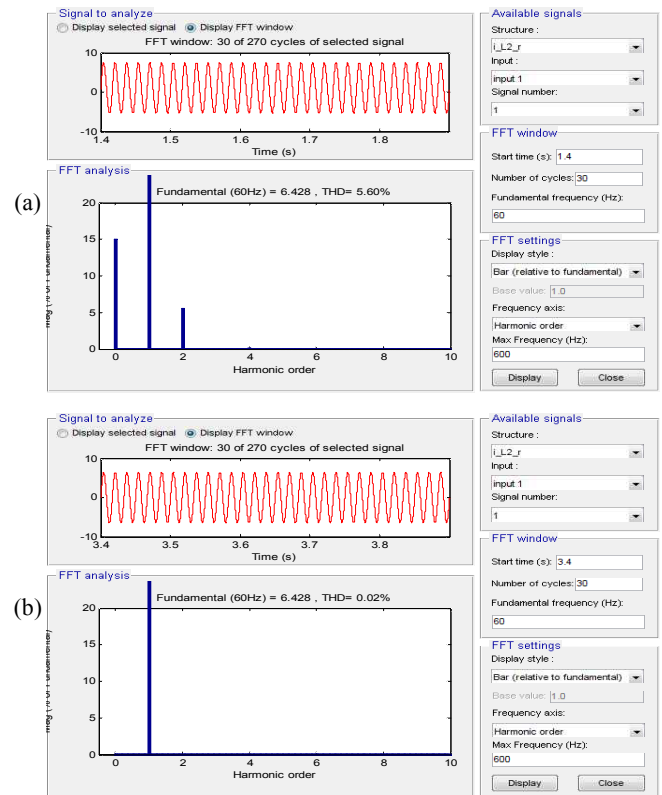 (a)
Signal to analyze
Display selected signal Display FFT window
FFT window: 30 of 270 cycles of selected signal
10
0
-10
1.4 1.5 1.6 1.7 1.8
Time (s)
FFT analysis
Fundamental (60Hz) = 6.428 , THD= 5.60%
20
15
10
5
0
0 2 4 6 8 10
Harmonic order
Available signals
Structure :
i_L2_r
Input :
input 1
Signal number:
1
FFT window
Start time (s): 1.4
Number of cycles: 30
Fundamental frequency (Hz):
60
FFT settings
Display style :
Bar (relative to fundamental)
Base value: 1.0
Frequency axis:
Harmonic order
Max Frequency (Hz):
600
Display Close
(b)
Signal to analyze
Display selected signal Display FFT window
FFT window: 30 of 270 cycles of selected signal
10
0
-10
3.4 3.5 3.6 3.7 3.8
Time (s)
FFT analysis
Fundamental (60Hz) = 6.428 , THD= 0.02%
20
15
10
5
0
0 2 4 6 8 10
Harmonic order
Available signals
Structure :
i_L2_r
Input :
input 1
Signal number:
1
FFT window
Start time (s): 3.4
Number of cycles: 30
Fundamental frequency (Hz):
60
FFT settings
Display style :
Bar (relative to fundamental)
Base value: 1.0
Frequency axis:
Harmonic order
Max Frequency (Hz):
600
Display Close